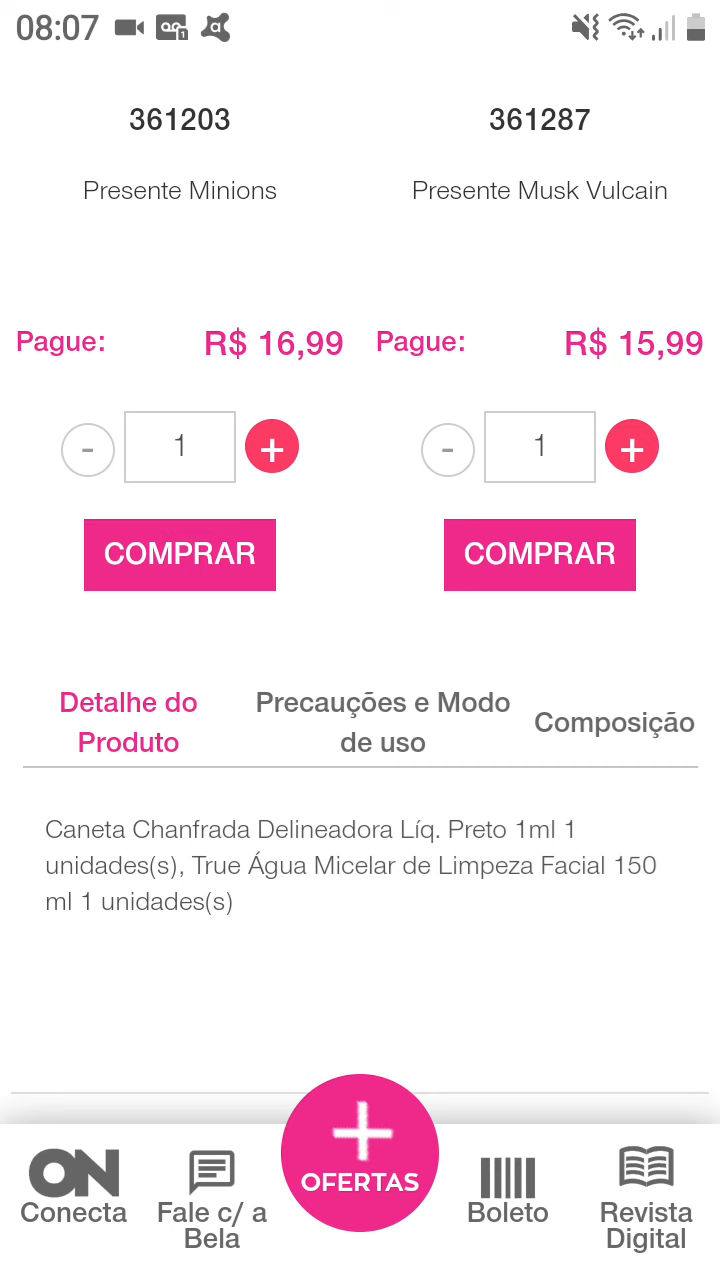 08:07
361203
361287
Presente Minions
Presente Musk Vulcain
Pague: R$ 16,99
Pague: R$ 15,99
- 1 +
- 1 +
COMPRAR
COMPRAR
Detalhe do
Produto
Precauções e Modo
de uso
Composição
Caneta Chanfrada Delineadora Líq. Preto 1ml 1
unidades(s), True Água Micelar de Limpeza Facial 150
ml 1 unidades(s)
ON
Conecta
Fale c/ a
Bela
+
OFERTAS
Boleto
Revista
Digital